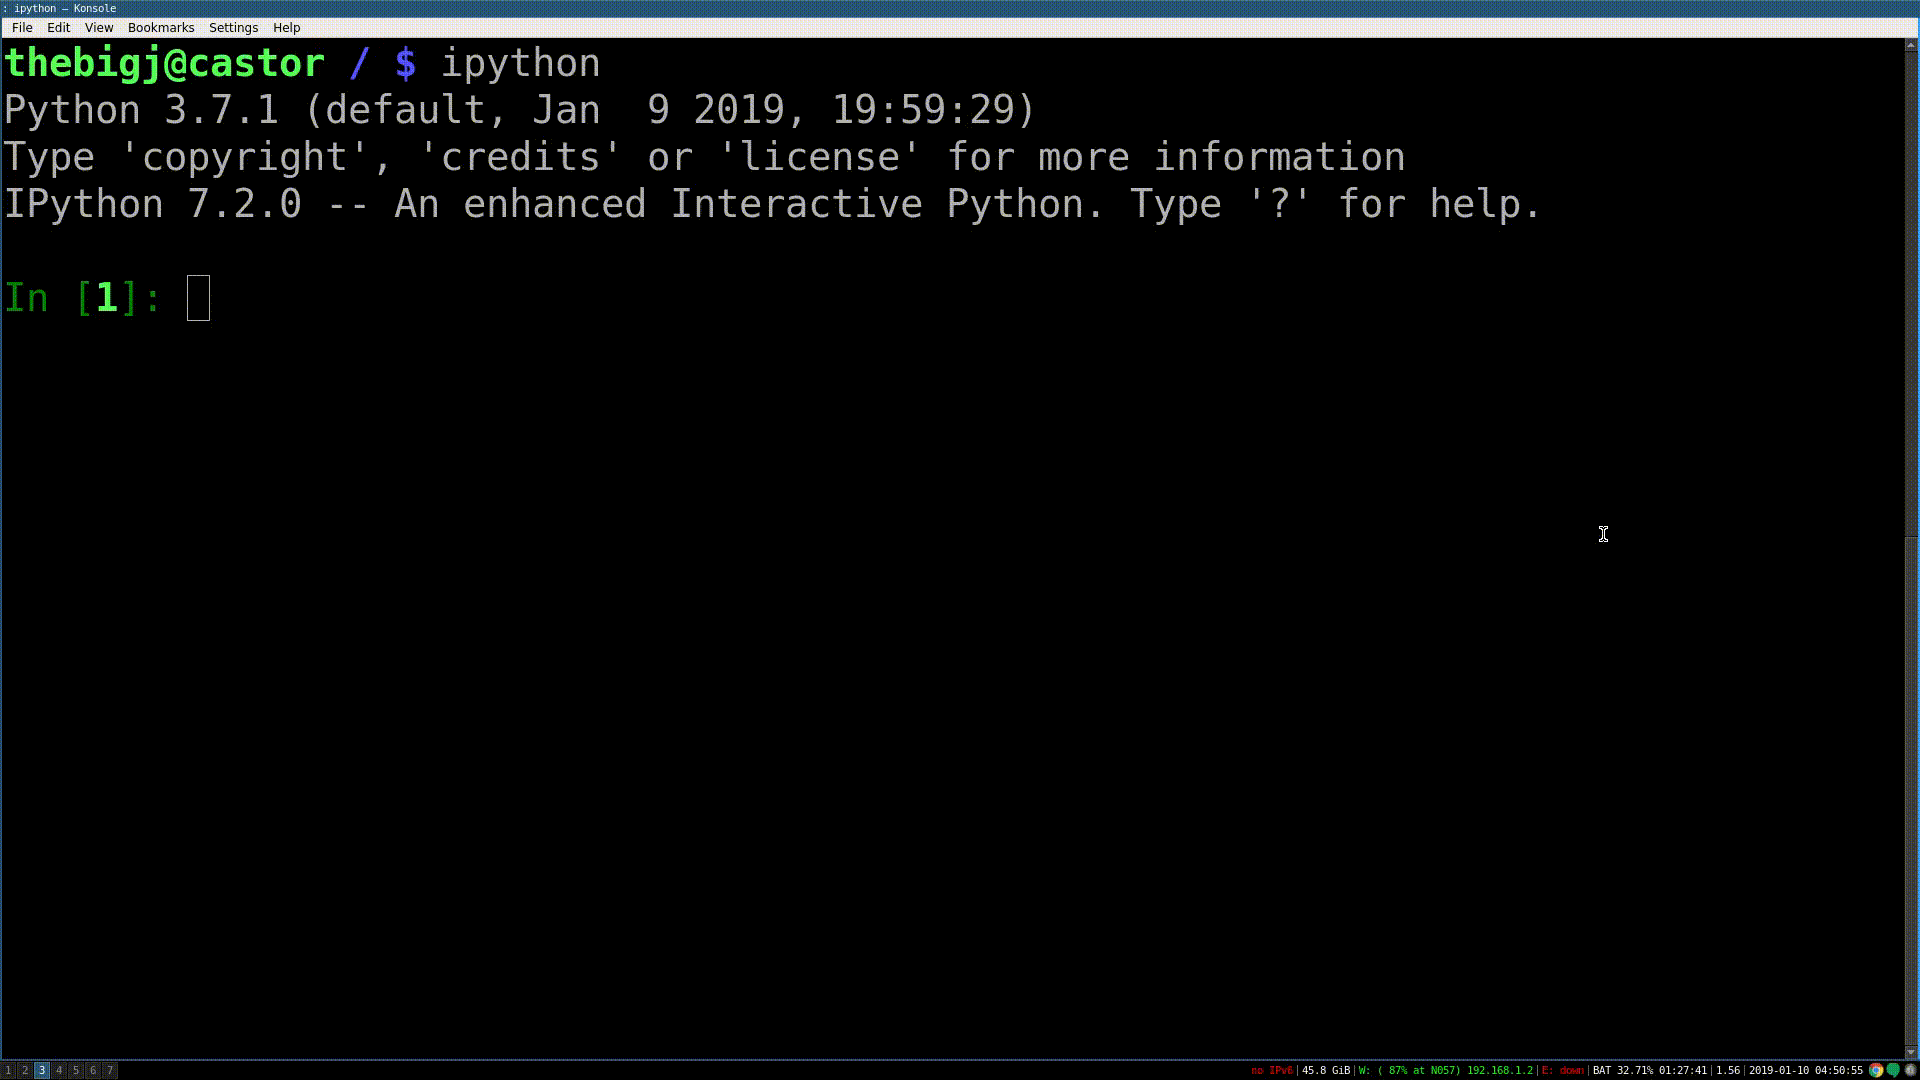 : ipython — Konsole
File Edit View Bookmarks Settings Help
thebigj@castor / $ ipython
Python 3.7.1 (default, Jan  9 2019, 19:59:29)
Type 'copyright', 'credits' or 'license' for more information
IPython 7.2.0 -- An enhanced Interactive Python. Type '?' for help.
In [1]:
1 2 3 4 5 6 7 no IPv6|45.8 GiB|W: ( 87% at N057) 192.168.1.2|E: down|BAT 32.71% 01:27:41|1.56|2019-01-10 04:50:55